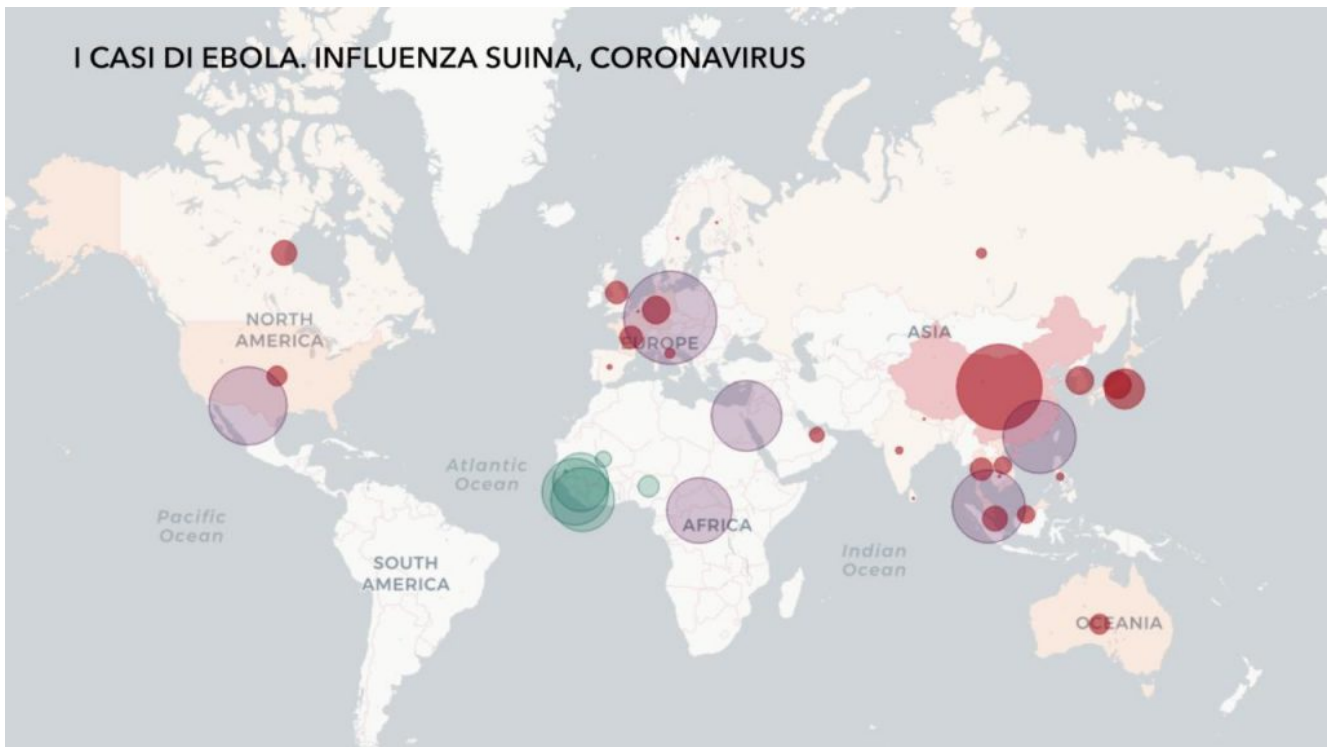 I CASI DI EBOLA. INFLUENZA SUINA, CORONAVIRUS
NORTH
AMERICA
EUROPE
ASIA
Atlantic
Ocean
Pacific
Ocean
AFRICA
SOUTH
AMERICA
Indian
Ocean
OCEANIA